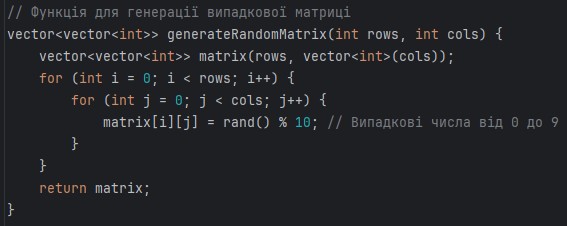 // Функція для генерації випадкової матриці
vector<vector<int>> generateRandomMatrix(int rows, int cols) {
    vector<vector<int>> matrix(rows, vector<int>(cols));
    for (int i = 0; i < rows; i++) {
        for (int j = 0; j < cols; j++) {
            matrix[i][j] = rand() % 10; // Випадкові числа від 0 до 9
        }
    }
    return matrix;
}